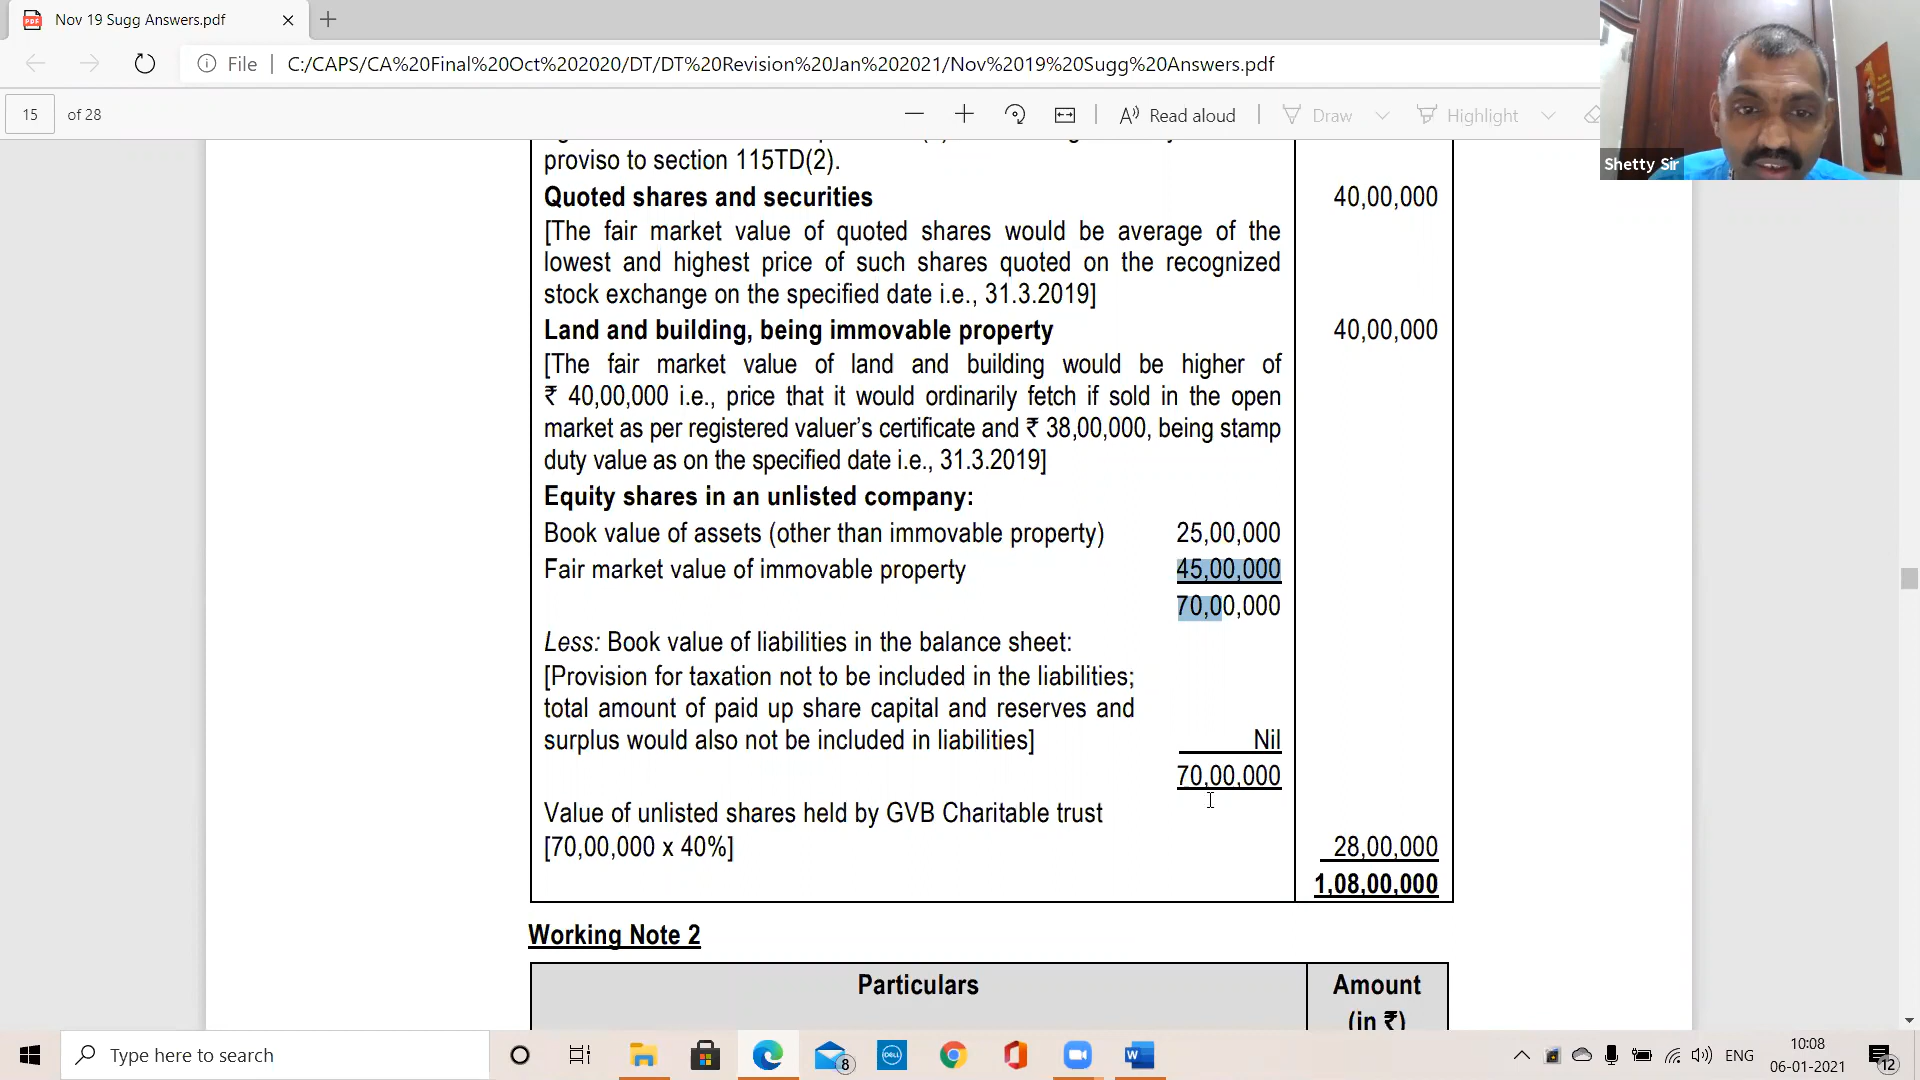 Nov 19 Sugg Answers.pdf
File
C:/CAPS/CA%20Final%20Oct%202020/DT/DT%20Revision%20Jan%202021/Nov%2019%20Sugg%20Answers.pdf
15 of 28
Read aloud
Draw
Highlight
Shetty Sir
proviso to section 115TD(2).
Quoted shares and securities 40,00,000
[The fair market value of quoted shares would be average of the
lowest and highest price of such shares quoted on the recognized
stock exchange on the specified date i.e., 31.3.2019]
Land and building, being immovable property 40,00,000
[The fair market value of land and building would be higher of
₹ 40,00,000 i.e., price that it would ordinarily fetch if sold in the open
market as per registered valuer’s certificate and ₹ 38,00,000, being stamp
duty value as on the specified date i.e., 31.3.2019]
Equity shares in an unlisted company:
Book value of assets (other than immovable property) 25,00,000
Fair market value of immovable property 45,00,000
70,00,000
Less: Book value of liabilities in the balance sheet:
[Provision for taxation not to be included in the liabilities;
total amount of paid up share capital and reserves and
surplus would also not be included in liabilities] Nil
70,00,000
Value of unlisted shares held by GVB Charitable trust
[70,00,000 x 40%] 28,00,000
1,08,00,000
Working Note 2
Particulars Amount
(in ₹)
Type here to search
8
DELL
ENG
10:08
06-01-2021
12